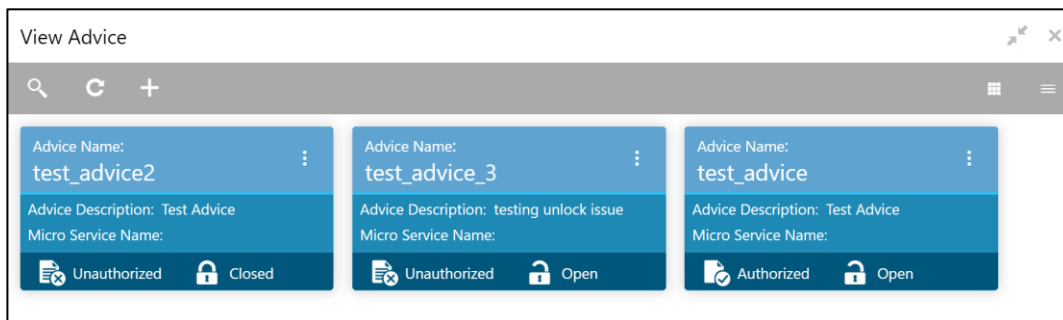 View Advice
Advice Name:
test_advice2
Advice Description: Test Advice
Micro Service Name:
Unauthorized Closed
Advice Name:
test_advice_3
Advice Description: testing unlock issue
Micro Service Name:
Unauthorized Open
Advice Name:
test_advice
Advice Description: Test Advice
Micro Service Name:
Authorized Open